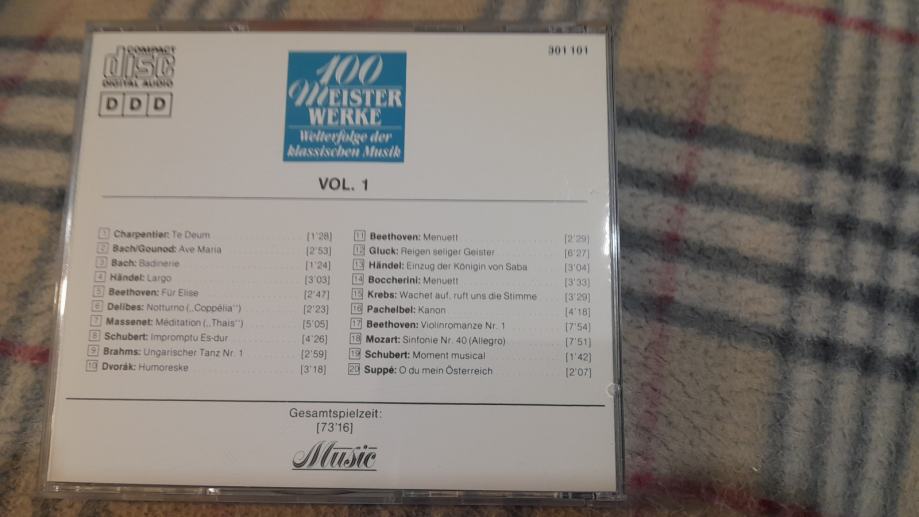 COMPACT
disc
DIGITAL AUDIO
DDD
301 101
100
MEISTER
WERKE
Welterfolge der
klassischen Musik
VOL. 1
1 Charpentier: Te Deum [1'28]
2 Bach/Gounod: Ave Maria [2'53]
3 Bach: Badinerie [1'24]
4 Händel: Largo [3'03]
5 Beethoven: Für Elise [2'47]
6 Delibes: Notturno („Coppélia'') [2'23]
7 Massenet: Méditation („Thais'') [5'05]
8 Schubert: Impromptu Es-dur [4'26]
9 Brahms: Ungarischer Tanz Nr. 1 [2'59]
10 Dvorák: Humoreske [3'18]
11 Beethoven: Menuett [2'29]
12 Gluck: Reigen seliger Geister [6'27]
13 Händel: Einzug der Königin von Saba [3'04]
14 Boccherini: Menuett [3'33]
15 Krebs: Wachet auf, ruft uns die Stimme [3'29]
16 Pachelbel: Kanon [4'18]
17 Beethoven: Violinromanze Nr. 1 [7'54]
18 Mozart: Sinfonie Nr. 40 (Allegro) [7'51]
19 Schubert: Moment musical [1'42]
20 Suppé: O du mein Österreich [2'07]
Gesamtspielzeit:
[73'16]
Music